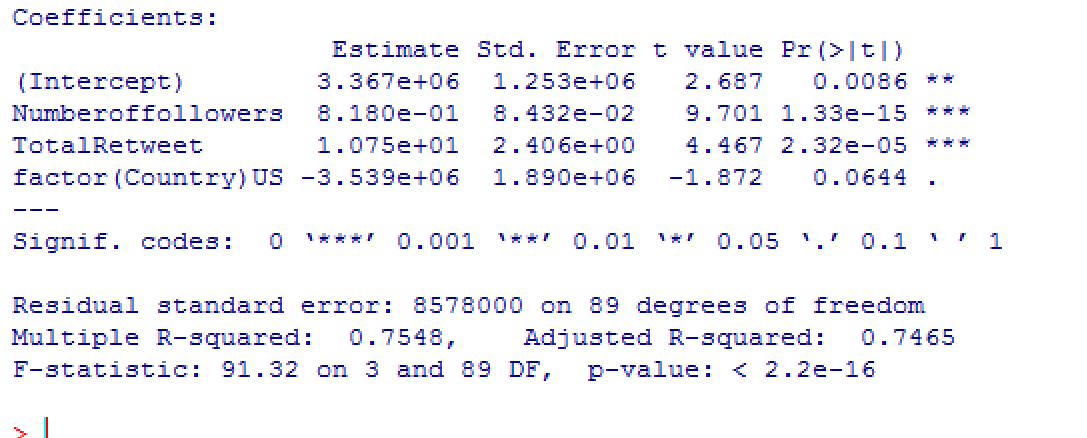 Coefficients:
Estimate Std. Error t value Pr(>|t|)
(Intercept) 3.367e+06 1.253e+06 2.687 0.0086 **
Numberoffollowers 8.180e-01 8.432e-02 9.701 1.33e-15 ***
TotalRetweet 1.075e+01 2.406e+00 4.467 2.32e-05 ***
factor(Country)US -3.539e+06 1.890e+06 -1.872 0.0644 .
---
Signif. codes: 0 ‘***’ 0.001 ‘**’ 0.01 ‘*’ 0.05 ‘.’ 0.1 ‘ ’ 1
Residual standard error: 8578000 on 89 degrees of freedom
Multiple R-squared: 0.7548, Adjusted R-squared: 0.7465
F-statistic: 91.32 on 3 and 89 DF, p-value: < 2.2e-16
>